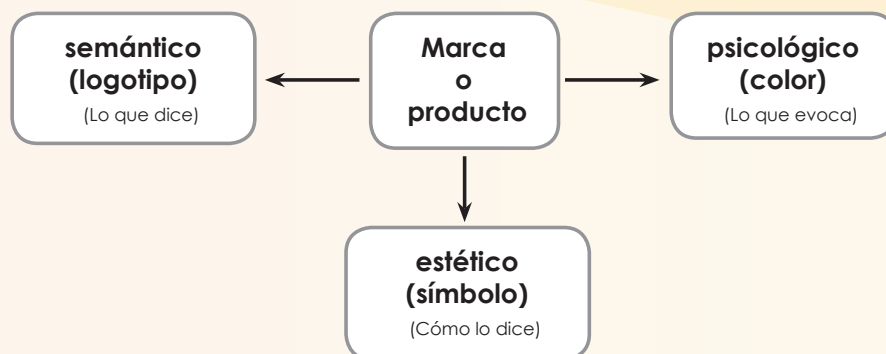 semántico
(logotipo)
(Lo que dice)
Marca
o
producto
psicológico
(color)
(Lo que evoca)
estético
(símbolo)
(Cómo lo dice)